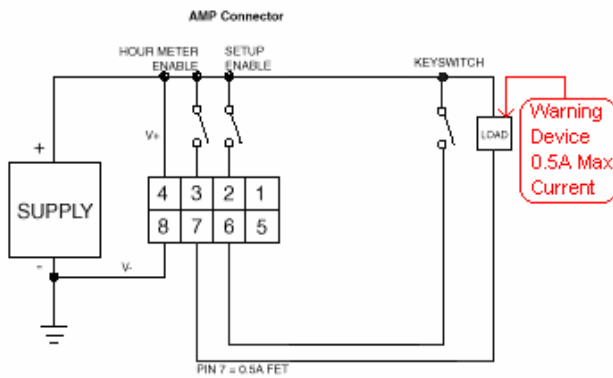 AMP Connector
HOUR METER
ENABLE
SETUP
ENABLE
KEYSWITCH
Warning
Device
0.5A Max
Current
LOAD
V+
+
SUPPLY
-
4 3 2 1
8 7 6 5
V-
PIN 7 = 0.5A FET